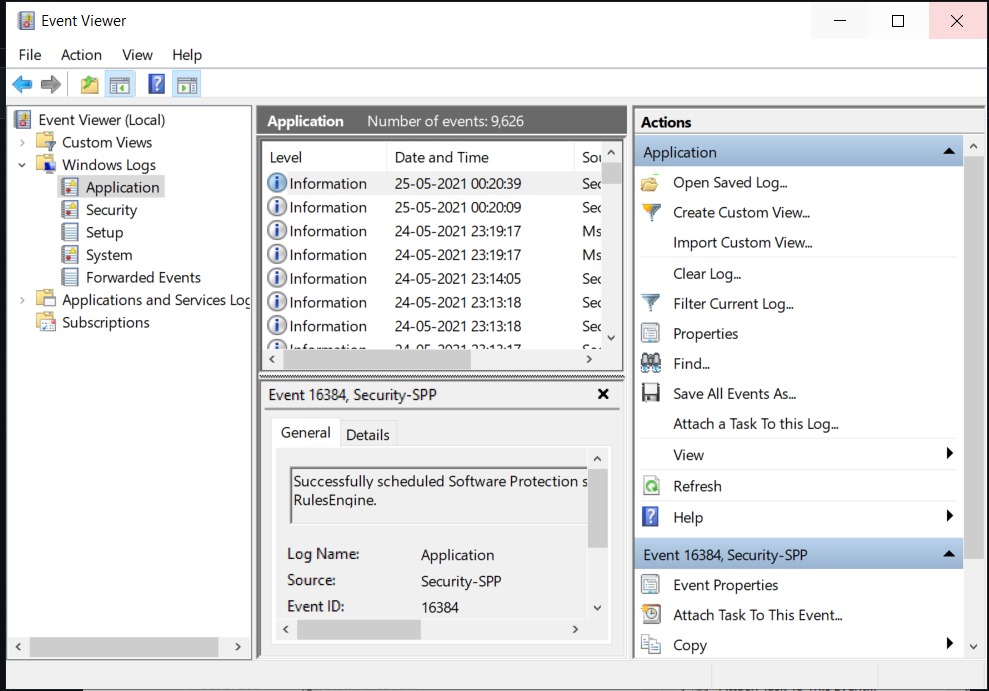 Event Viewer
File Action View Help
Event Viewer (Local)
Custom Views
Windows Logs
Application
Security
Setup
System
Forwarded Events
Applications and Services Log
Subscriptions
Application Number of events: 9,626
Level Date and Time Sou
Information 25-05-2021 00:20:39 Sec
Information 25-05-2021 00:20:09 Sec
Information 24-05-2021 23:19:17 Ms
Information 24-05-2021 23:19:17 Ms
Information 24-05-2021 23:14:05 Sec
Information 24-05-2021 23:13:18 Sec
Information 24-05-2021 23:13:18 Sec
Information 24-05-2021 23:13:17
Event 16384, Security-SPP
General Details
Successfully scheduled Software Protection s
RulesEngine.
Log Name: Application
Source: Security-SPP
Event ID: 16384
Actions
Application
Open Saved Log...
Create Custom View...
Import Custom View...
Clear Log...
Filter Current Log...
Properties
Find...
Save All Events As...
Attach a Task To this Log...
View
Refresh
Help
Event 16384, Security-SPP
Event Properties
Attach Task To This Event...
Copy